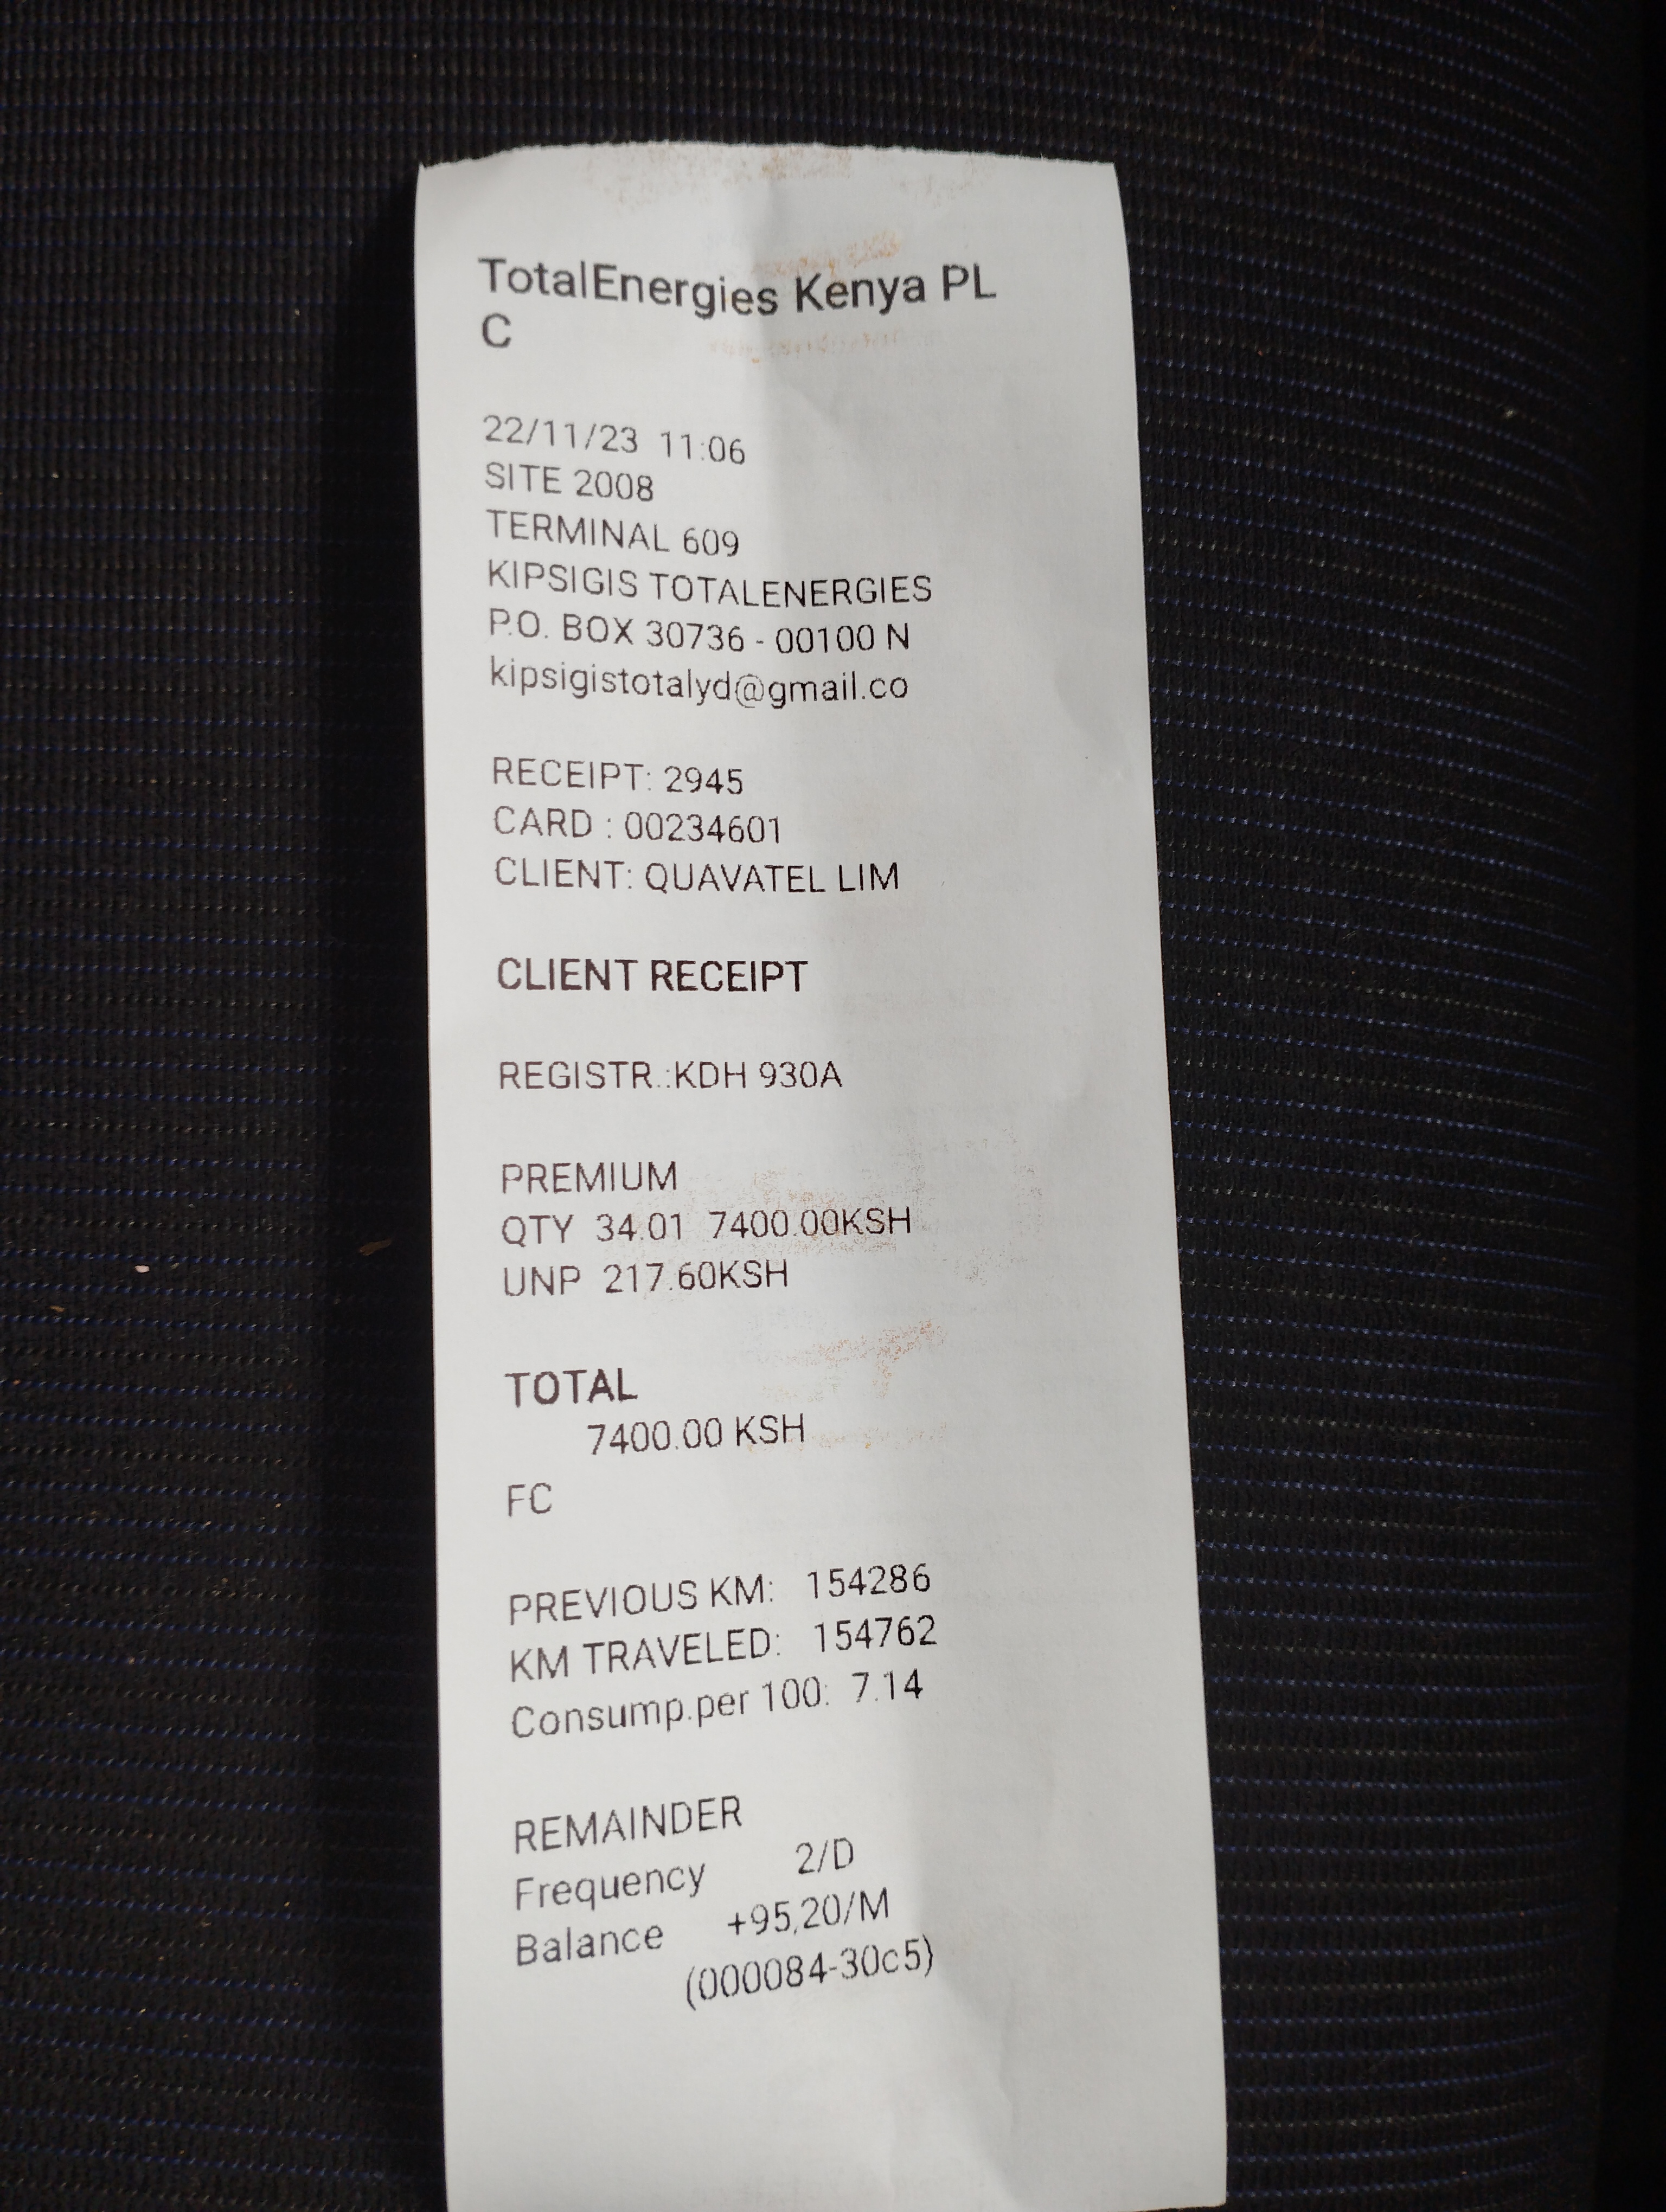 TotalEnergies Kenya PL
C
22/11/23 11:06
SITE 2008
TERMINAL 609
KIPSIGIS TOTALENERGIES
P.O. BOX 30736 - 00100 N
kipsigistotalyd@gmail.co
RECEIPT: 2945
CARD : 00234601
CLIENT: QUAVATEL LIM
CLIENT RECEIPT
REGISTR.:KDH 930A
PREMIUM
QTY 34.01 7400.00KSH
UNP 217.60KSH
TOTAL
7400.00 KSH
FC
PREVIOUS KM: 154286
KM TRAVELED: 154762
Consump.per 100: 7.14
REMAINDER
Frequency 2/D
Balance +95,20/M
(000084-30c5)